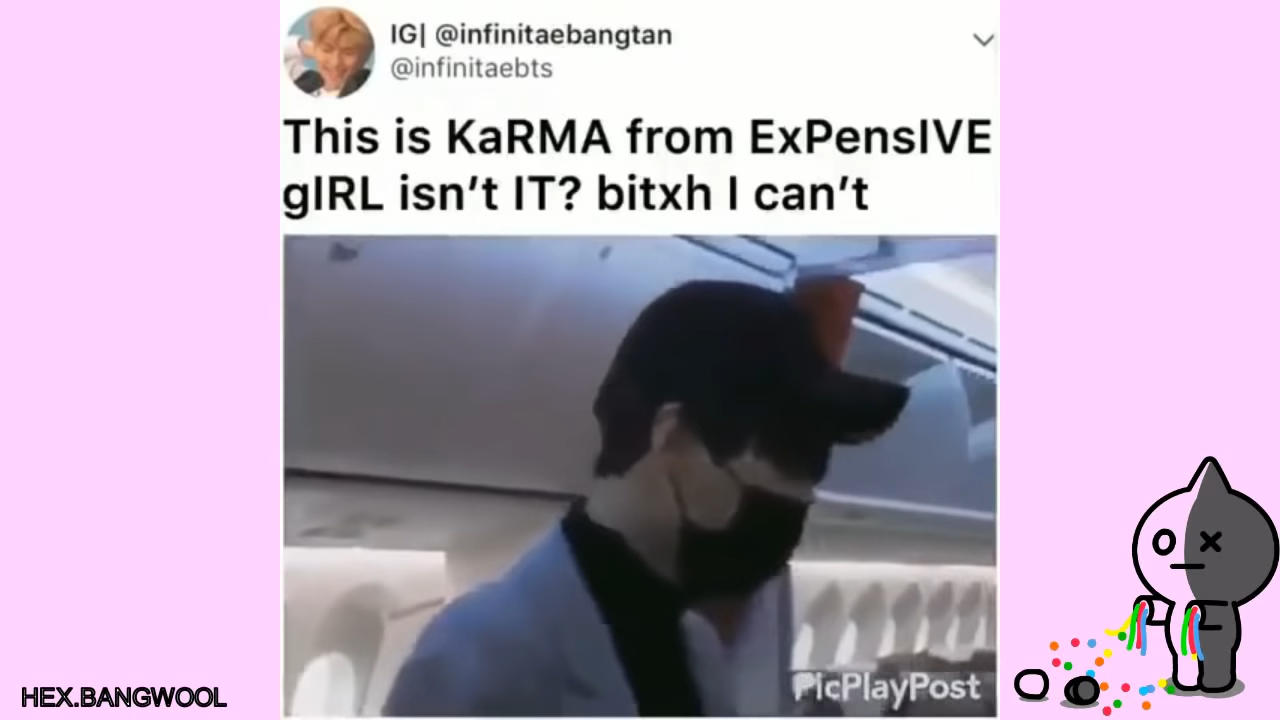 IG| @infinitaebangtan
@infinitaebts
This is KaRMA from ExPensIVE
gIRL isn't IT? bitxh I can't
PicPlayPost
HEX.BANGWOOL